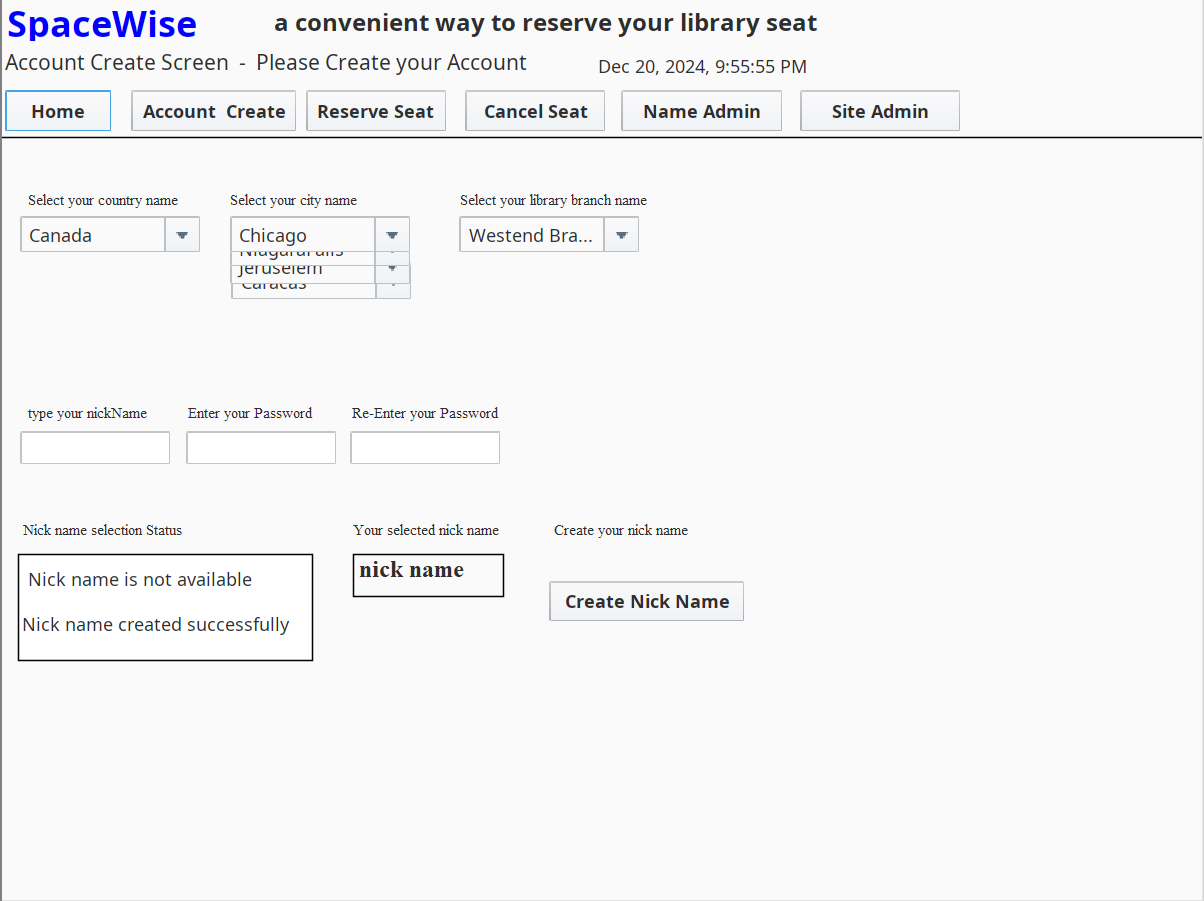 SpaceWise a convenient way to reserve your library seat
Account Create Screen - Please Create your Account Dec 20, 2024, 9:55:55 PM
Home Account Create Reserve Seat Cancel Seat Name Admin Site Admin
Select your country name Select your city name Select your library branch name
Canada Chicago Westend Bra...
NiagaraFalls
Jeruselem
Caracas
type your nickName Enter your Password Re-Enter your Password
Nick name selection Status Your selected nick name Create your nick name
Nick name is not available nick name
Create Nick Name
Nick name created successfully